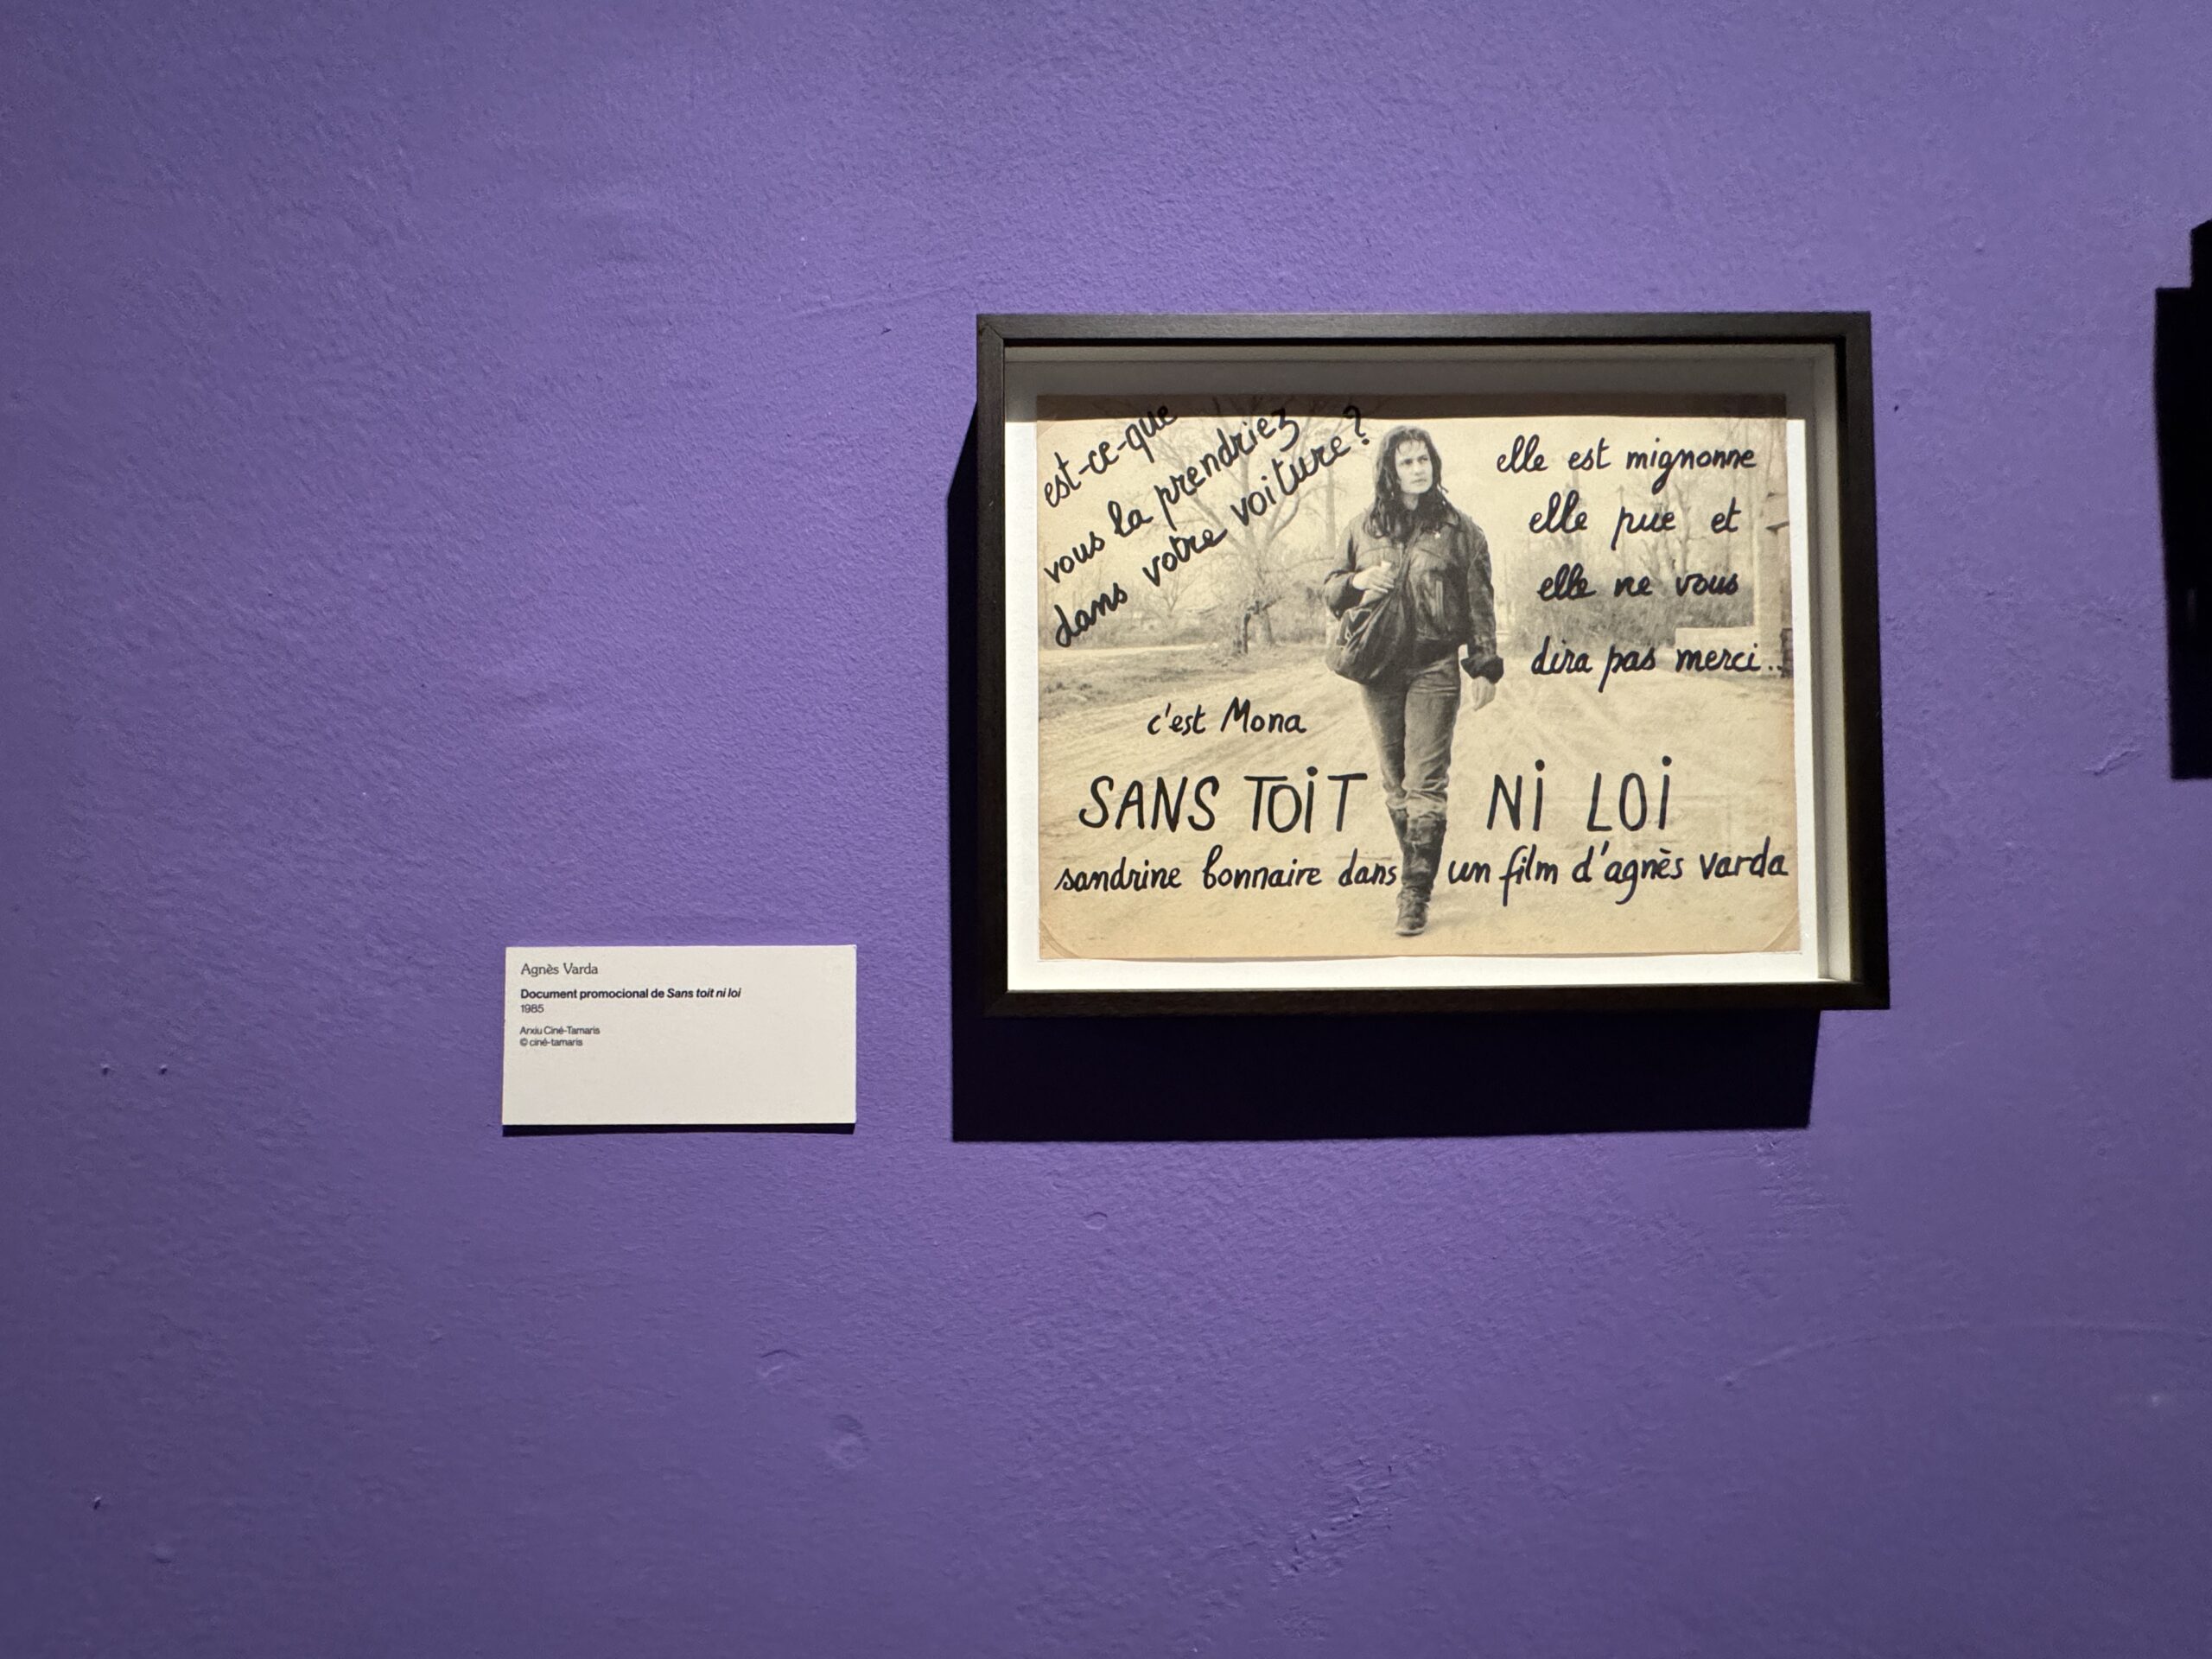 est-ce-que
vous la prendriez
dans votre voiture?
elle est mignonne
elle pue et
elle ne vous
dira pas merci...
c'est Mona
SANS TOiT NI LOI
sandrine bonnaire dans un film d'agnès varda
Agnès Varda
Document promocional de Sans toit ni loi
1985
Arxiu Ciné-Tamaris
© ciné-tamaris